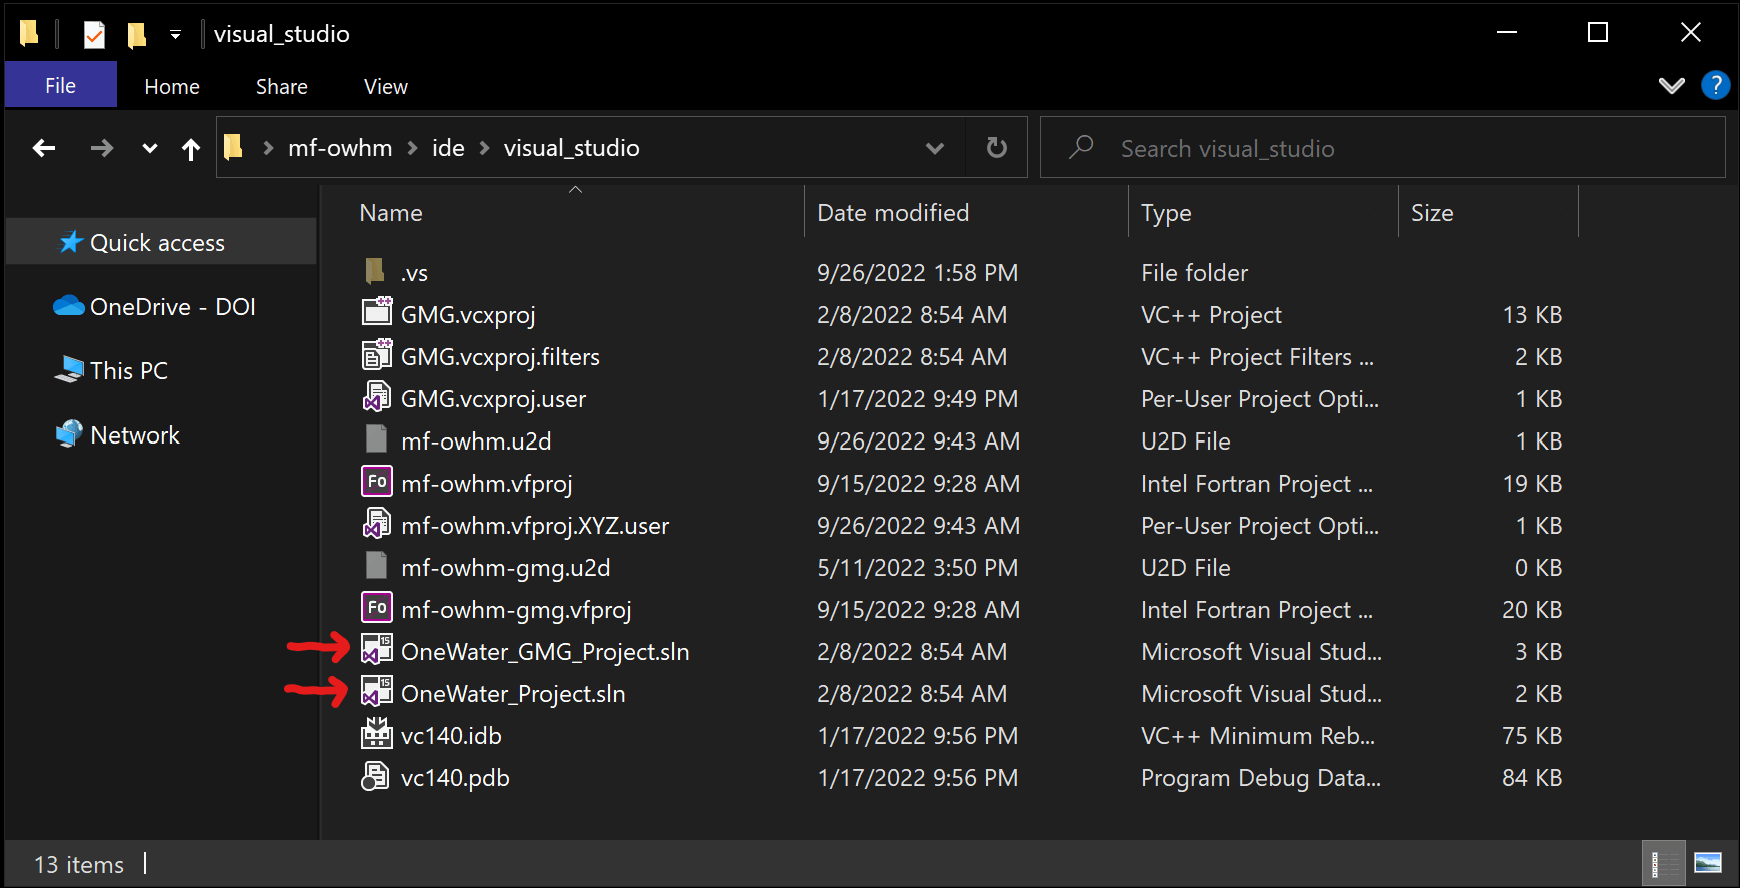 visual_studio
File Home Share View ?
mf-owhm ide visual_studio Search visual_studio
Name Date modified Type Size
Quick access
OneDrive - DOI
This PC
Network
.vs 9/26/2022 1:58 PM File folder
GMG.vcxproj 2/8/2022 8:54 AM VC++ Project 13 KB
GMG.vcxproj.filters 2/8/2022 8:54 AM VC++ Project Filters ... 2 KB
GMG.vcxproj.user 1/17/2022 9:49 PM Per-User Project Opti... 1 KB
mf-owhm.u2d 9/26/2022 9:43 AM U2D File 1 KB
Fo mf-owhm.vfproj 9/15/2022 9:28 AM Intel Fortran Project ... 19 KB
mf-owhm.vfproj.XYZ.user 9/26/2022 9:43 AM Per-User Project Opti... 1 KB
mf-owhm-gmg.u2d 5/11/2022 3:50 PM U2D File 0 KB
Fo mf-owhm-gmg.vfproj 9/15/2022 9:28 AM Intel Fortran Project ... 20 KB
15 OneWater_GMG_Project.sln 2/8/2022 8:54 AM Microsoft Visual Stud... 3 KB
15 OneWater_Project.sln 2/8/2022 8:54 AM Microsoft Visual Stud... 2 KB
vc140.idb 1/17/2022 9:56 PM VC++ Minimum Reb... 75 KB
vc140.pdb 1/17/2022 9:56 PM Program Debug Data... 84 KB
13 items